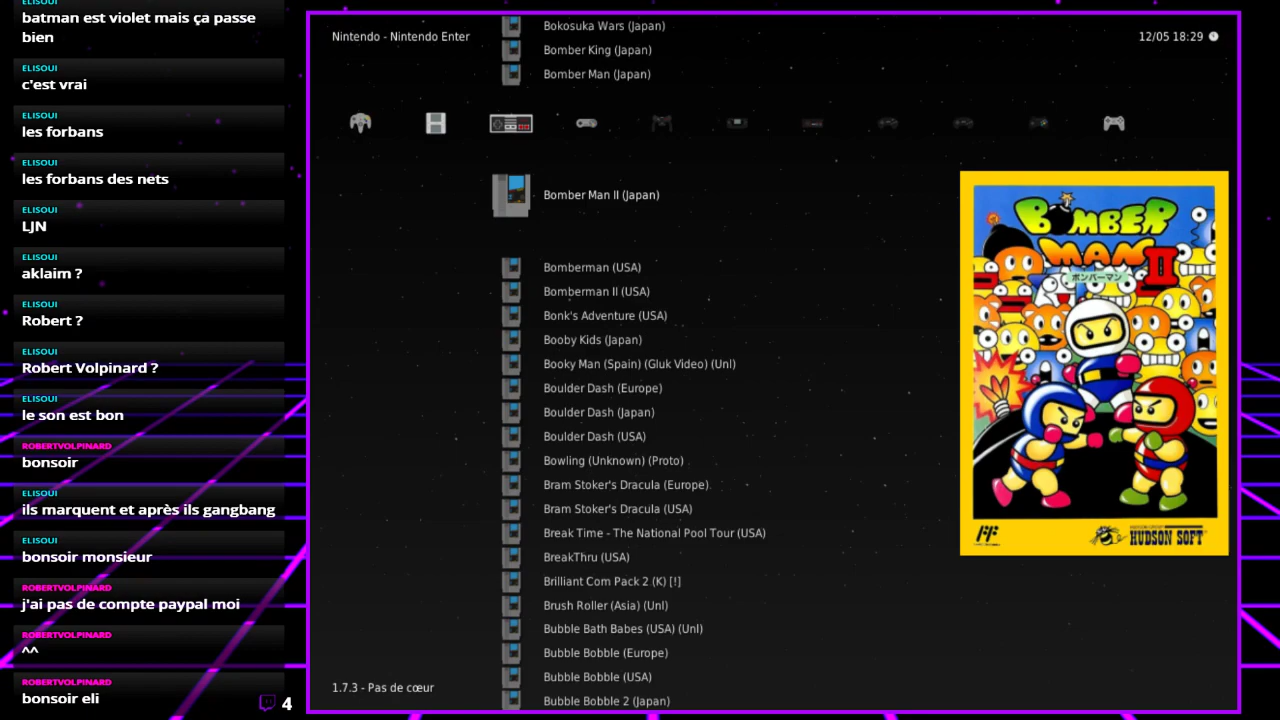 ELISOUI
batman est violet mais ça passe
bien
ELISOUI
c'est vrai
ELISOUI
les forbans
ELISOUI
les forbans des nets
ELISOUI
LJN
ELISOUI
aklaim ?
ELISOUI
Robert ?
ELISOUI
Robert Volpinard ?
ELISOUI
le son est bon
ROBERTVOLPINARD
bonsoir
ELISOUI
ils marquent et après ils gangbang
ELISOUI
bonsoir monsieur
ROBERTVOLPINARD
j'ai pas de compte paypal moi
ROBERTVOLPINARD
^^
ROBERTVOLPINARD
bonsoir eli
4
Nintendo - Nintendo Enter
12/05 18:29
Bokosuka Wars (Japan)
Bomber King (Japan)
Bomber Man (Japan)
Bomber Man II (Japan)
Bomberman (USA)
Bomberman II (USA)
Bonk's Adventure (USA)
Booby Kids (Japan)
Booky Man (Spain) (Gluk Video) (Unl)
Boulder Dash (Europe)
Boulder Dash (Japan)
Boulder Dash (USA)
Bowling (Unknown) (Proto)
Bram Stoker's Dracula (Europe)
Bram Stoker's Dracula (USA)
Break Time - The National Pool Tour (USA)
BreakThru (USA)
Brilliant Com Pack 2 (K) [!]
Brush Roller (Asia) (Unl)
Bubble Bath Babes (USA) (Unl)
Bubble Bobble (Europe)
Bubble Bobble (USA)
Bubble Bobble 2 (Japan)
1.7.3 - Pas de cœur
BOMBER
MAN II
ボンバーマン
HUDSON SOFT